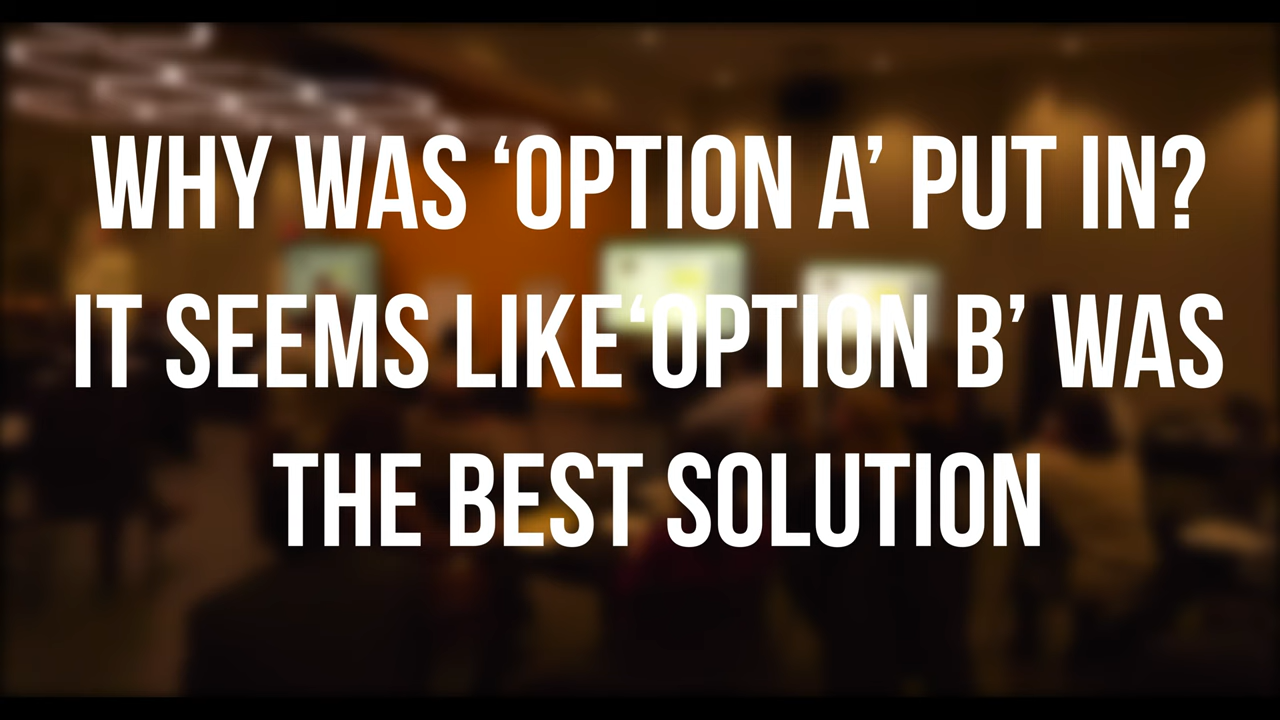 WHY WAS ‘OPTION A’ PUT IN?
IT SEEMS LIKE‘OPTION B’ WAS
THE BEST SOLUTION